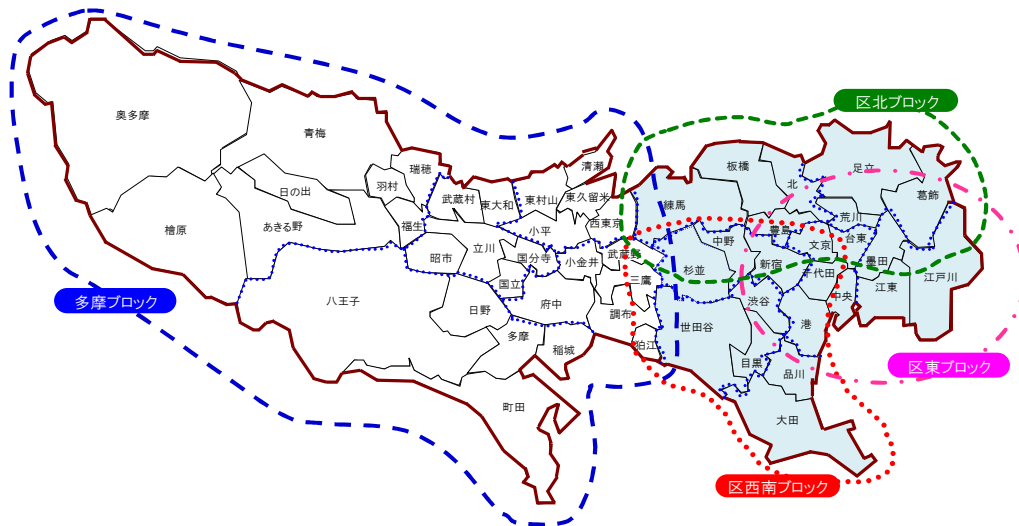 区北ブロック
奥多摩
青梅
瑞穂
清瀬
板橋
北
足立
葛飾
羽村
日の出
武蔵村
東大和
東村山
東久留米
練馬
檜原
あきる野
福生
小平
西東京
豊島
文京
荒川
台東
昭市
立川
国分寺
小金井
武蔵野
中野
杉並
新宿
千代田
墨田
江戸川
多摩ブロック
八王子
国立
日野
府中
三鷹
調布
世田谷
渋谷
中央
江東
港
多摩
稲城
狛江
目黒
品川
区東ブロック
町田
大田
区西南ブロック